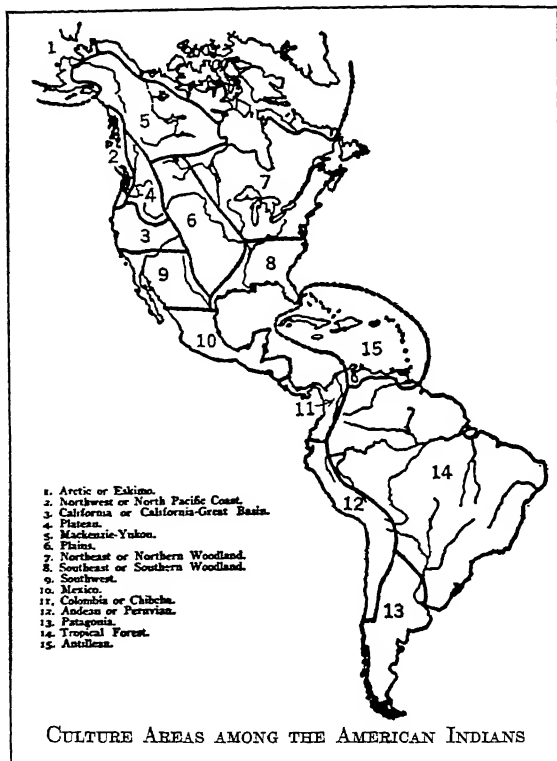 1
5
2
4
7
3
6
9
8
10
15
11
14
12
13
1. Arctic or Eskimo.
2. Northwest or North Pacific Coast.
3. California or California-Great Basin.
4. Plateau.
5. Mackenzie-Yukon.
6. Plains.
7. Northeast or Northern Woodland.
8. Southeast or Southern Woodland.
9. Southwest.
10. Mexico.
11. Colombia or Chibcha.
12. Andean or Peruvian.
13. Patagonia.
14. Tropical Forest.
15. Antillean.
CULTURE AREAS AMONG THE AMERICAN INDIANS